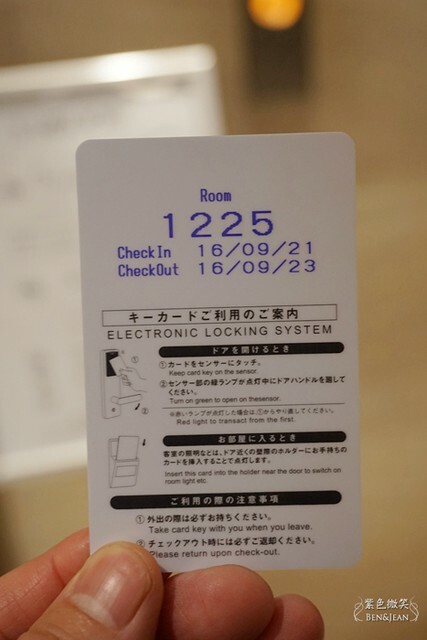 Room
1225
CheckIn 16/09/21
CheckOut 16/09/23
キーカードご利用のご案内
ELECTRONIC LOCKING SYSTEM
ドアを開けるとき
①カードをセンサーにタッチ。
Keep card key on the sensor.
②センサー部の緑ランプが点灯中にドアハンドルを回して
ください。
Turn on green to open on thesensor.
※赤いランプが点灯した場合は①からやり直してください。
Red light to transact from the first.
①
②
お部屋に入るとき
客室の照明などは、ドア近くの壁際のホルダーにお手持ちの
カードを挿入することで点灯します。
Insert this card into the holder near the door to switch on
room light etc.
ご利用の際の注意事項
① 外出の際は必ずお持ちください。
Take card key with you when you leave.
② チェックアウト時には必ずご返却ください。
Please return upon check-out.
紫色微笑
BEN&JEAN